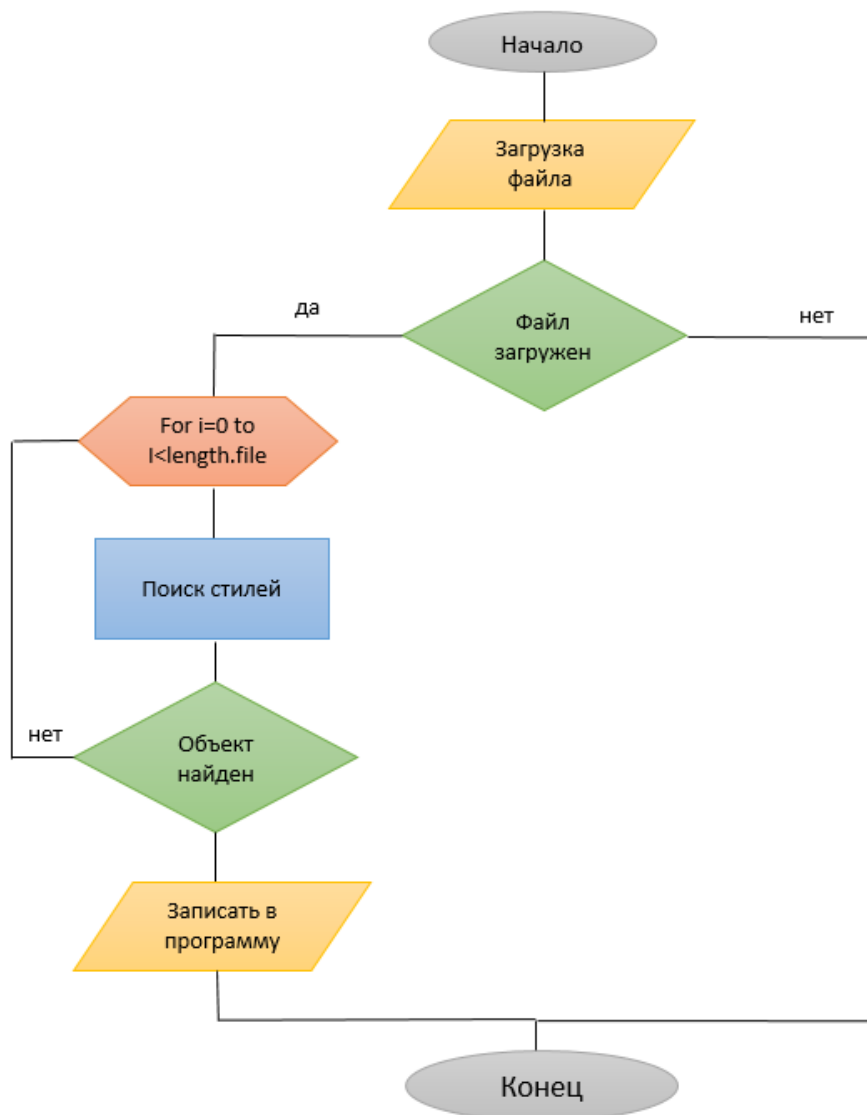 Начало
Загрузка
файла
да
Файл
загружен
нет
For i=0 to
I<length.file
Поиск стилей
нет
Объект
найден
Записать в
программу
Конец